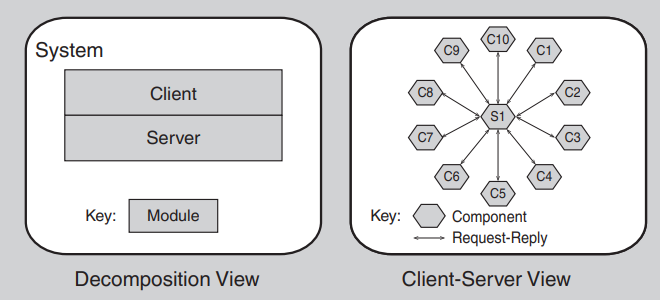 System
Client
Server
Key: Module
Decomposition View
C10
C9
C1
C8
C2
S1
C7
C3
C6
C4
C5
Key: Component
Request-Reply
Client-Server View